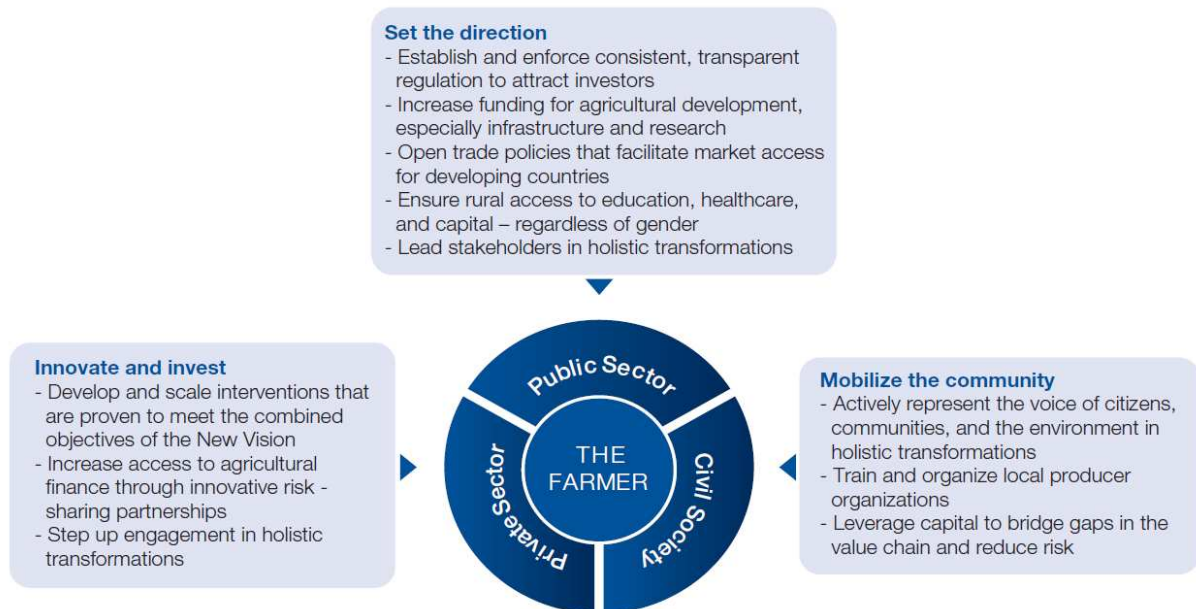 Set the direction
- Establish and enforce consistent, transparent
regulation to attract investors
- Increase funding for agricultural development,
especially infrastructure and research
- Open trade policies that facilitate market access
for developing countries
- Ensure rural access to education, healthcare,
and capital – regardless of gender
- Lead stakeholders in holistic transformations
Innovate and invest
- Develop and scale interventions that
are proven to meet the combined
objectives of the New Vision
- Increase access to agricultural
finance through innovative risk -
sharing partnerships
- Step up engagement in holistic
transformations
Public Sector
Private Sector
THE
FARMER
Civil Society
Mobilize the community
- Actively represent the voice of citizens,
communities, and the environment in
holistic transformations
- Train and organize local producer
organizations
- Leverage capital to bridge gaps in the
value chain and reduce risk